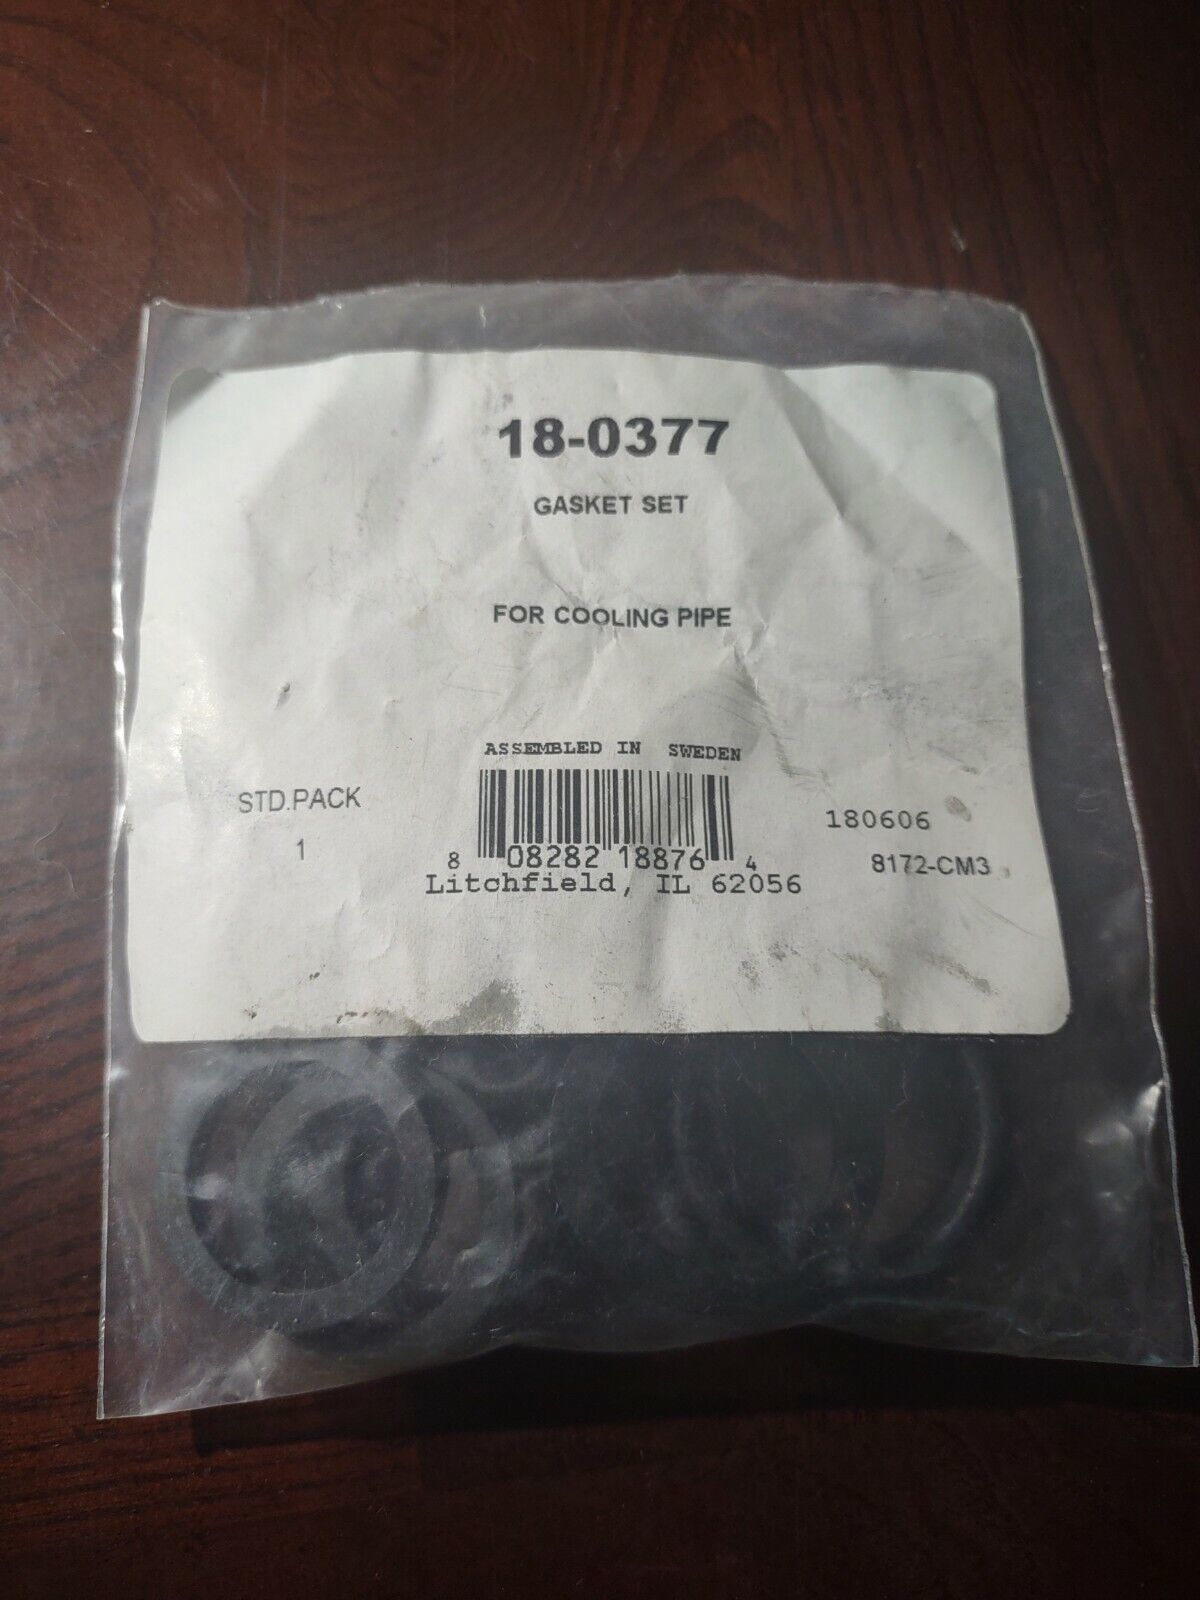 18-0377
GASKET SET
FOR COOLING PIPE
ASSEMBLED IN SWEDEN
STD.PACK
1
180606
8172-CM3
8 08282 18876 4
Litchfield, IL 62056